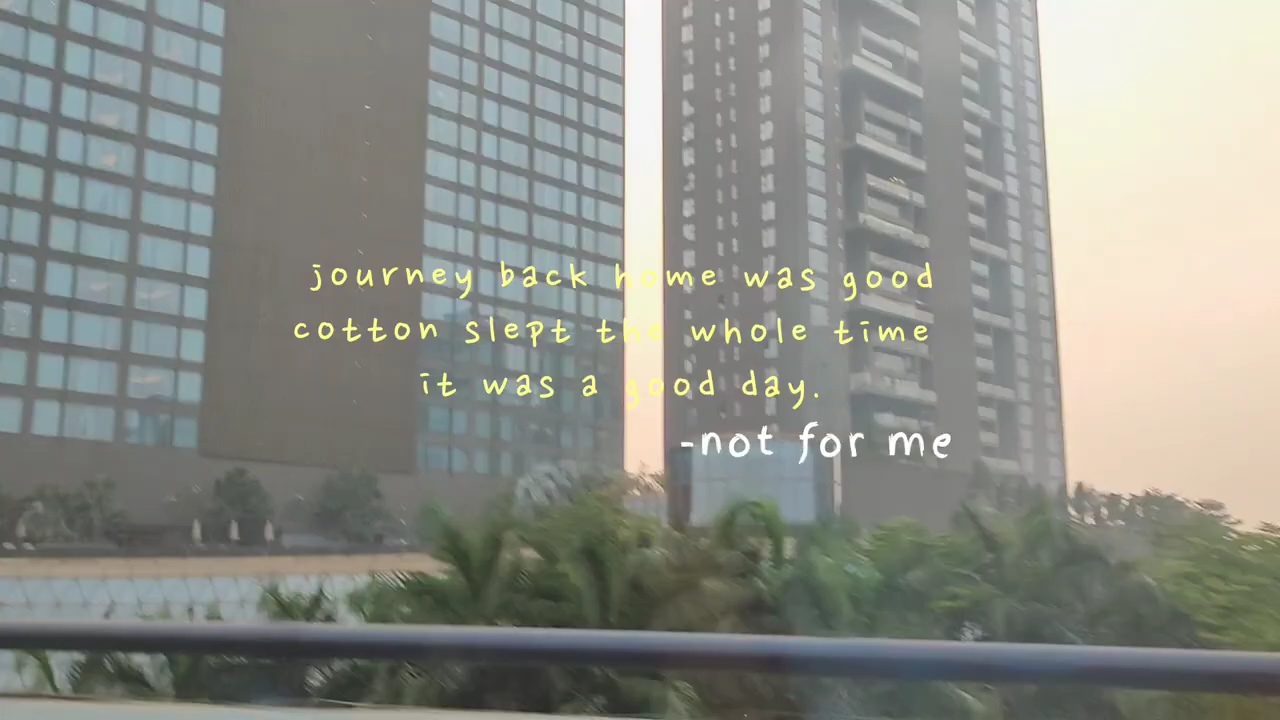 journey back home was good
cotton slept the whole time
it was a good day.
-not for me